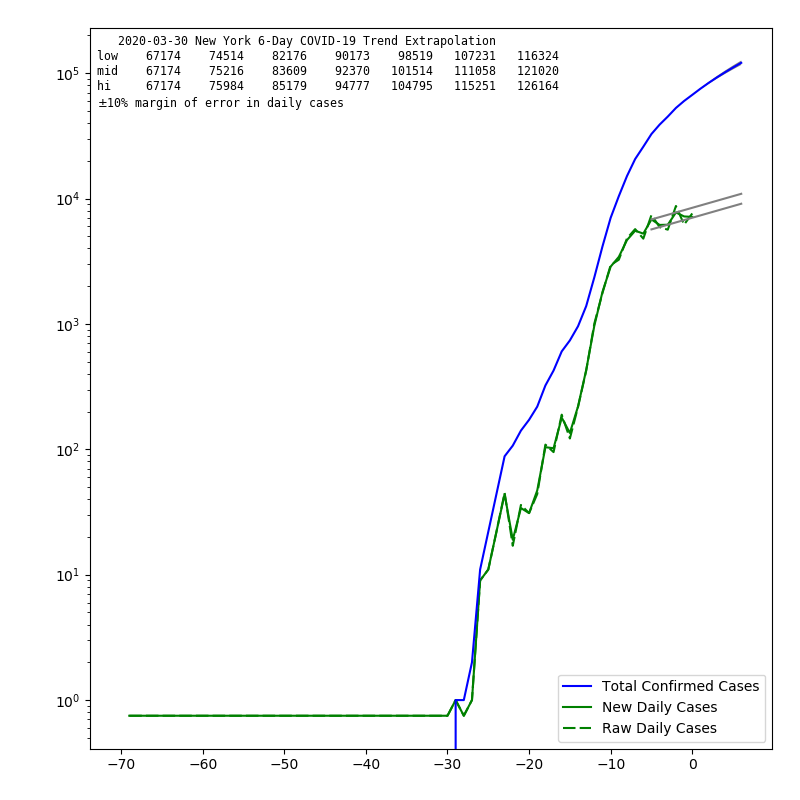 2020-03-30 New York 6-Day COVID-19 Trend Extrapolation
low 67174 74514 82176 90173 98519 107231 116324
mid 67174 75216 83609 92370 101514 111058 121020
hi 67174 75984 85179 94777 104795 115251 126164
±10% margin of error in daily cases
10⁵
10⁴
10³
10²
10¹
10⁰
Total Confirmed Cases
New Daily Cases
Raw Daily Cases
−70 −60 −50 −40 −30 −20 −10 0